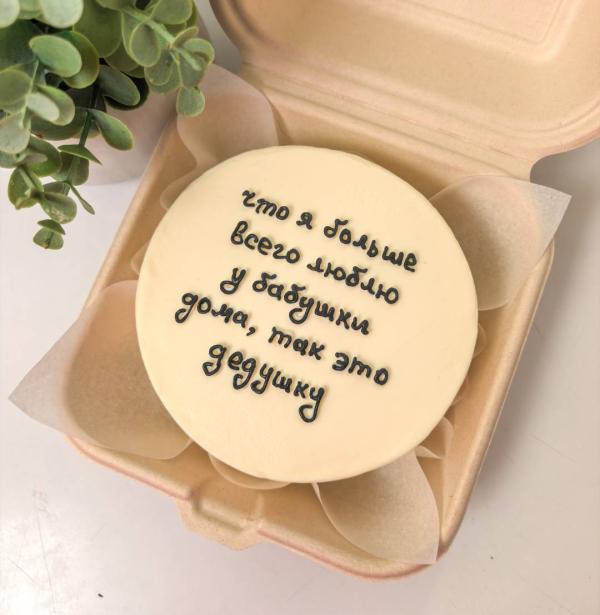 что я больше
всего люблю
у бабушки
дома, так это
дедушку